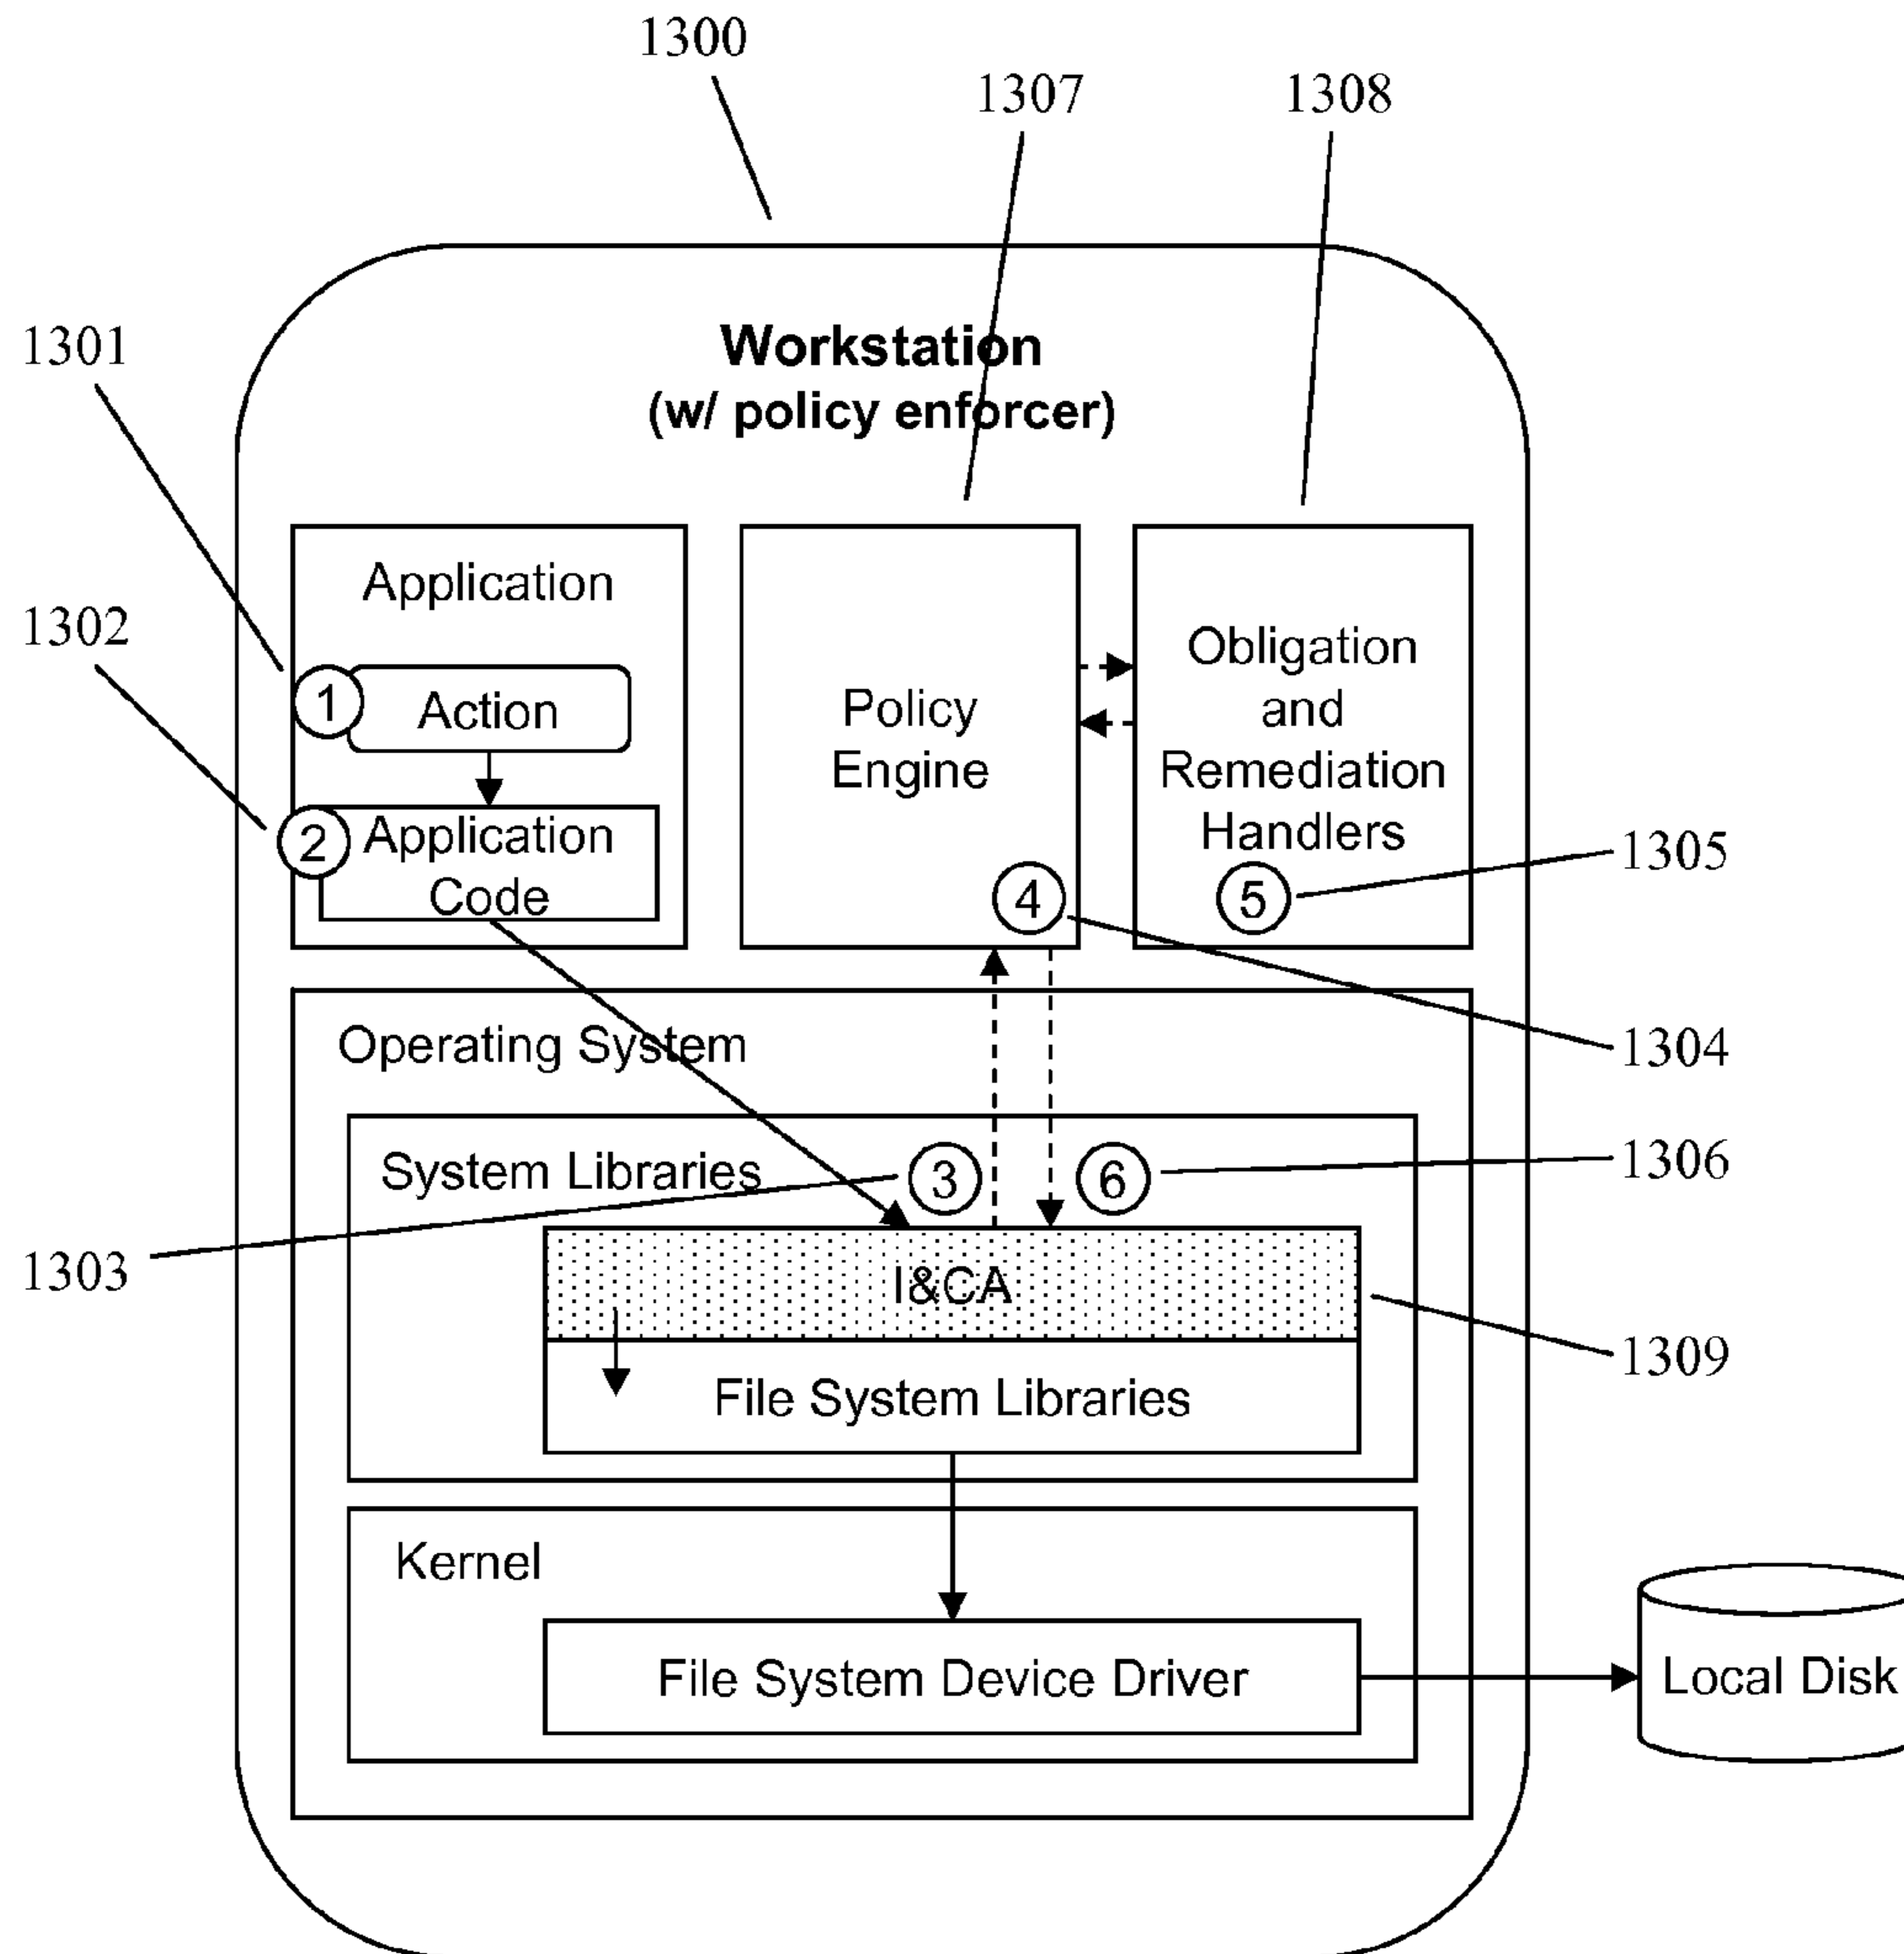 1300
1307
1308
Workstation
(w/ policy enforcer)
1301
1302
Application
1
Action
2
Application
Code
Policy
Engine
4
Obligation
and
Remediation
Handlers
5
1305
1304
Operating System
System Libraries
3
6
1306
1303
I&CA
1309
File System Libraries
Kernel
File System Device Driver
Local Disk